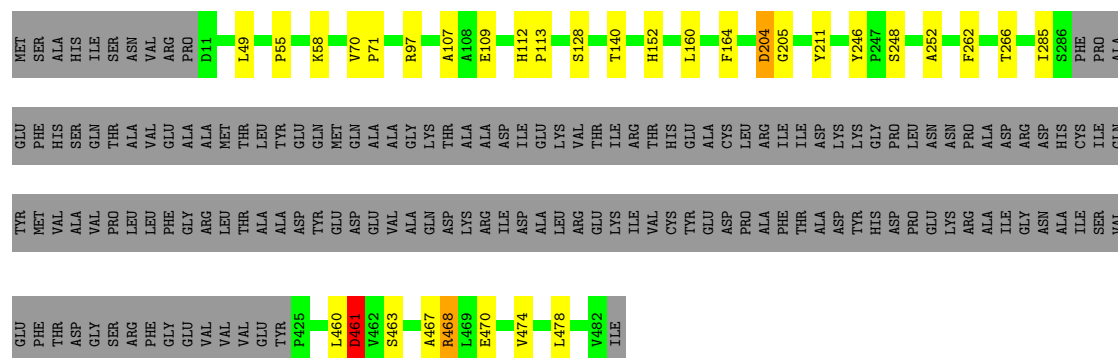 MET SER ALA HIS ILE SER ASN VAL ARG PRO D11 L49 P55 K58 V70 P71 R97 A107 A108 E109 H112 P113 S128 T140 H152 L160 F164 D204 G205 Y211 Y246 P247 S248 A252 F262 T266 I285 S286 PHE PRO ALA
GLU PHE HIS SER GLN THR ALA VAL GLU ALA ALA MET THR LEU TYR GLU GLN MET GLN ALA ALA GLY LYS THR ALA ALA ASP ILE GLU LYS VAL THR ILE ARG THR HIS GLU ALA CYS LEU ARG ILE ILE ASP LYS LYS GLY PRO LEU ASN ASN PRO ALA ASP ARG ASP HIS CYS ILE GLN
TYR MET VAL ALA VAL PRO LEU LEU PHE GLY ARG LEU THR ALA ALA ASP TYR GLU ASP GLU VAL ALA GLN ASP LYS ARG ILE ASP ALA LEU ARG GLU LYS ILE VAL CYS TYR GLU ASP PRO ALA PHE THR ALA ASP TYR HIS ASP PRO GLU LYS ARG ALA ILE GLY ASN ALA ILE SER VAL
GLU PHE THR ASP GLY SER ARG PHE GLY GLU VAL VAL VAL GLU TYR P425 L460 D461 V462 S463 A467 R468 L469 E470 V474 L478 V482 ILE